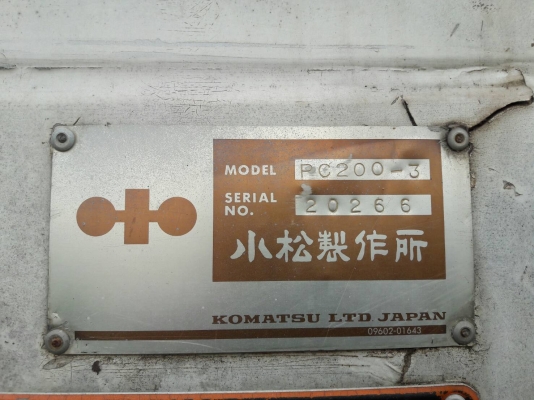 MODEL PC200-3
SERIAL NO. 20266
小松製作所
KOMATSU LTD. JAPAN
09602-01643